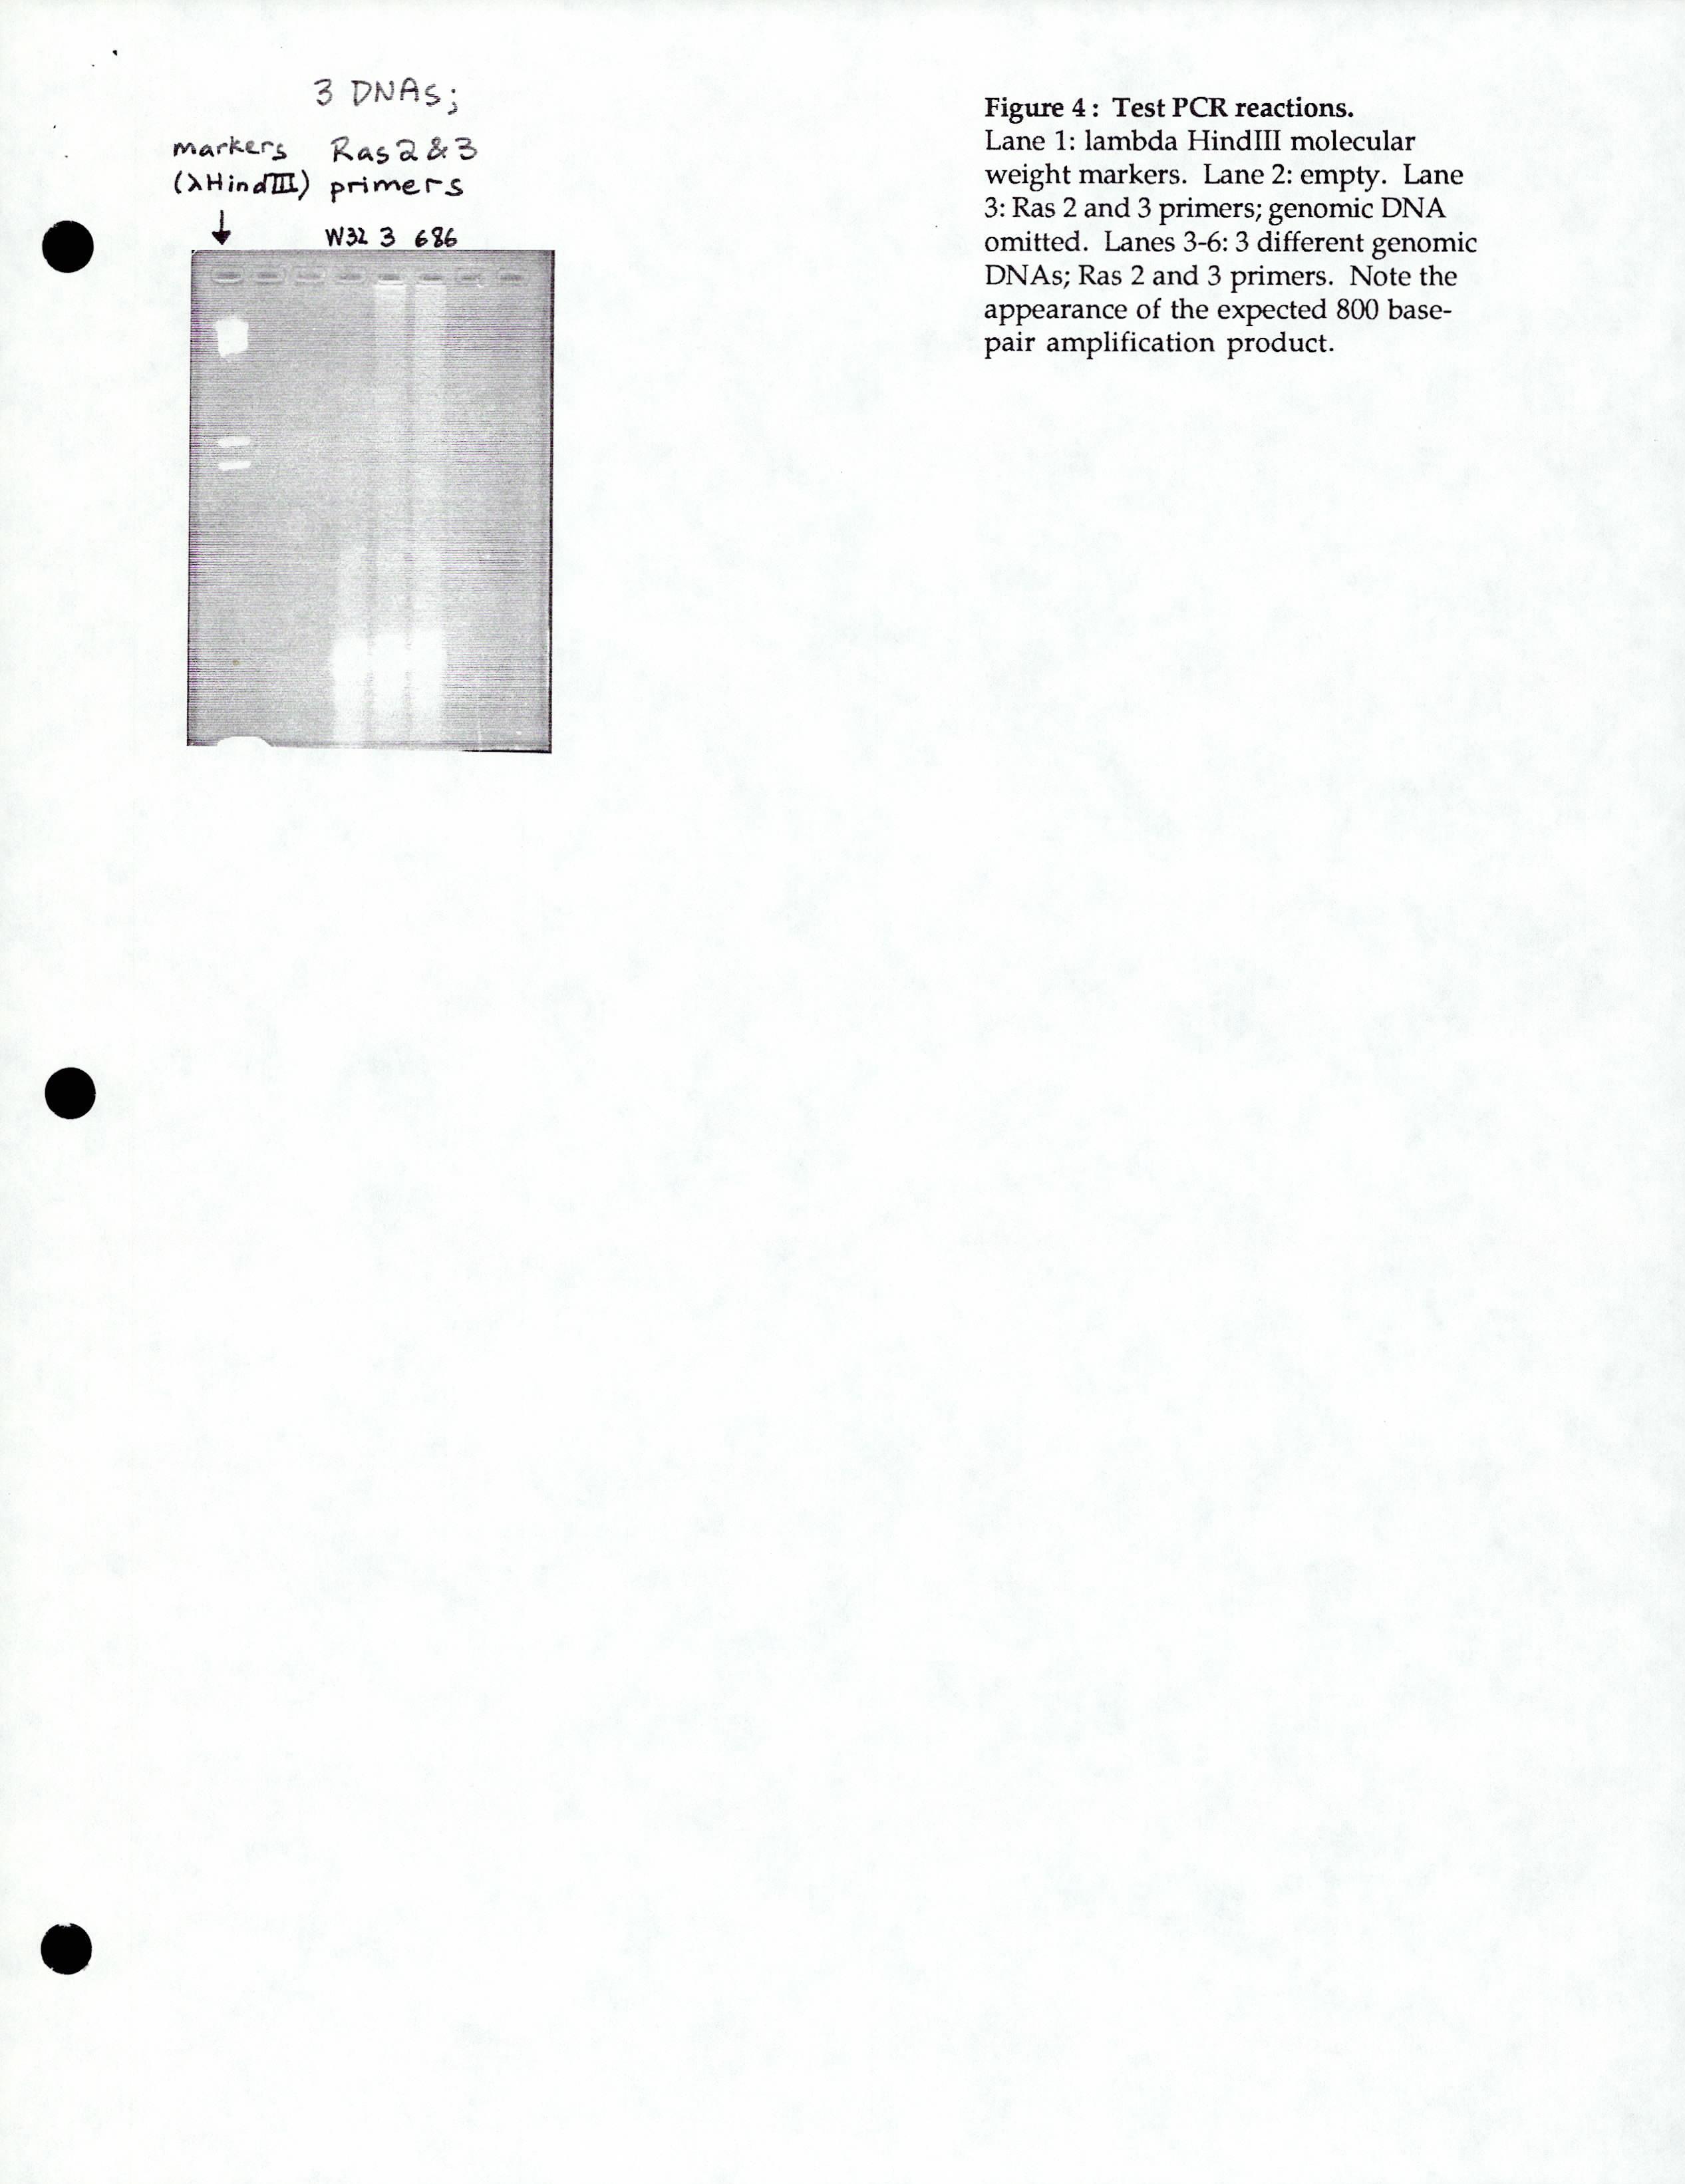 3 DNAs;
markers Ras 2 & 3
(λHindIII) primers
W32 3 686
Figure 4 : Test PCR reactions.
Lane 1: lambda HindIII molecular
weight markers. Lane 2: empty. Lane
3: Ras 2 and 3 primers; genomic DNA
omitted. Lanes 3-6: 3 different genomic
DNAs; Ras 2 and 3 primers. Note the
appearance of the expected 800 base-
pair amplification product.